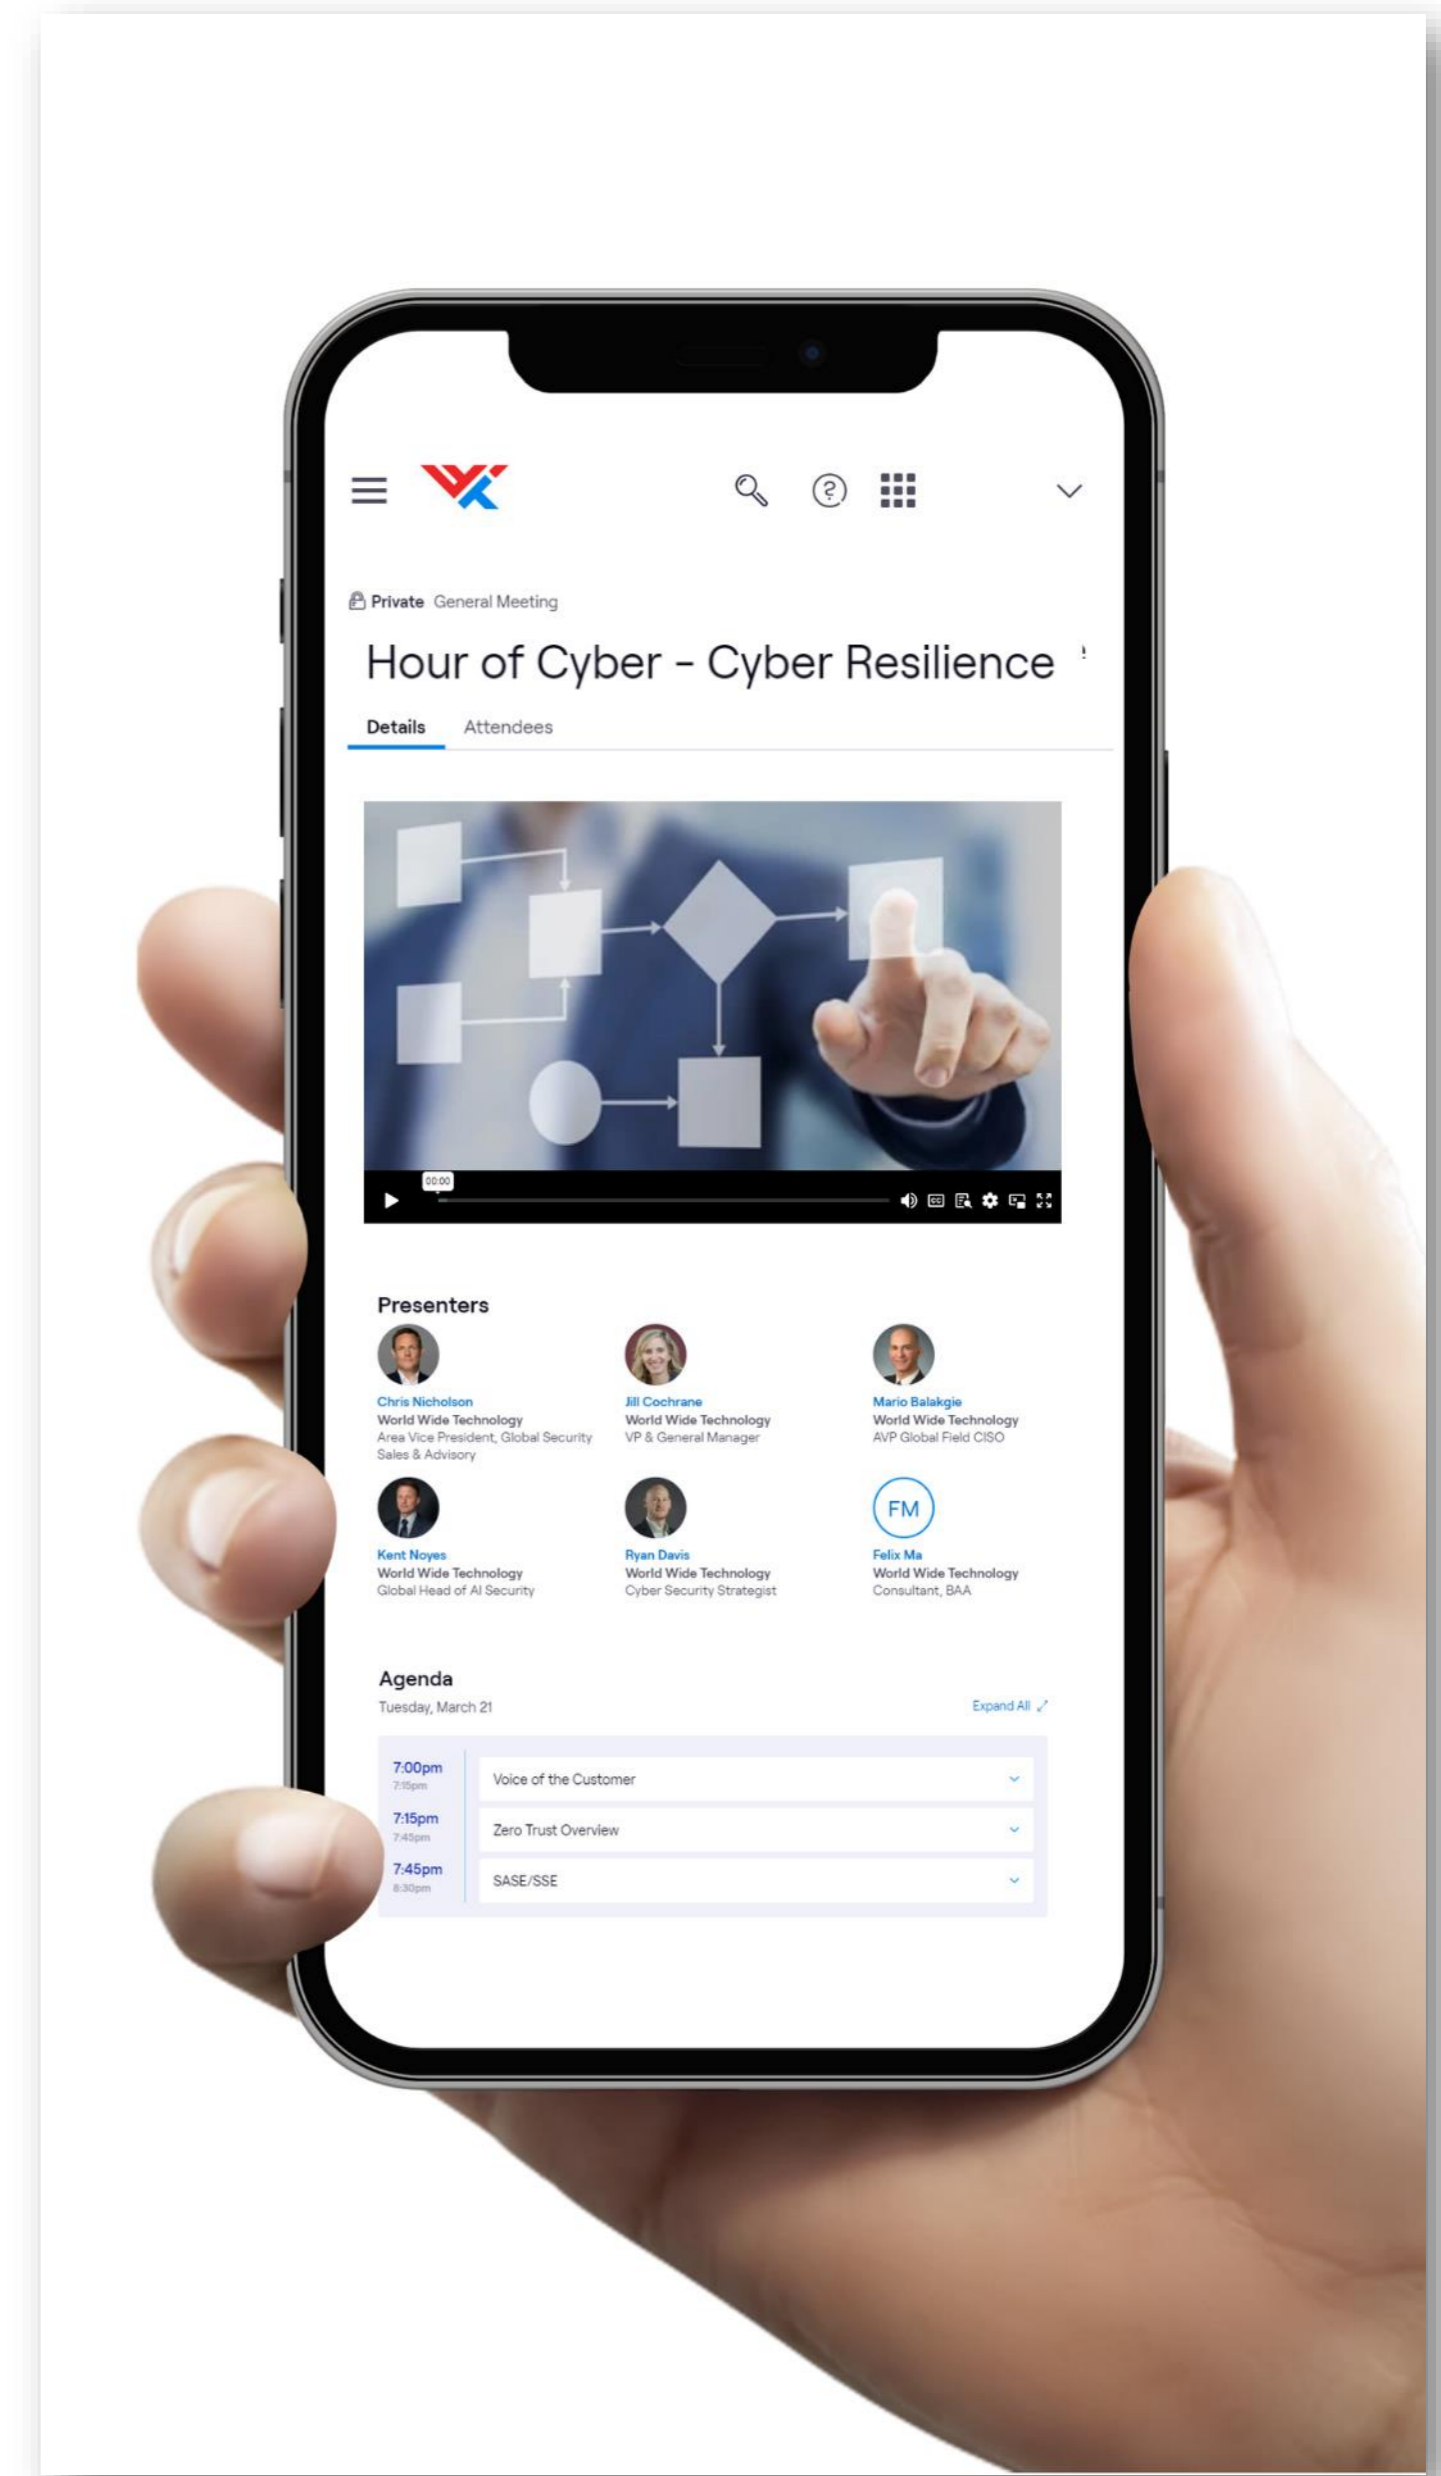 Private General Meeting
Hour of Cyber - Cyber Resilience
Details Attendees
00:00
CC
Presenters
Chris Nicholson
World Wide Technology
Area Vice President, Global Security
Sales & Advisory
Jill Cochrane
World Wide Technology
VP & General Manager
Mario Balakgie
World Wide Technology
AVP Global Field CISO
Kent Noyes
World Wide Technology
Global Head of AI Security
Ryan Davis
World Wide Technology
Cyber Security Strategist
FM
Felix Ma
World Wide Technology
Consultant, BAA
Agenda
Tuesday, March 21
Expand All
7:00pm
7:15pm
Voice of the Customer
7:15pm
7:45pm
Zero Trust Overview
7:45pm
8:30pm
SASE/SSE